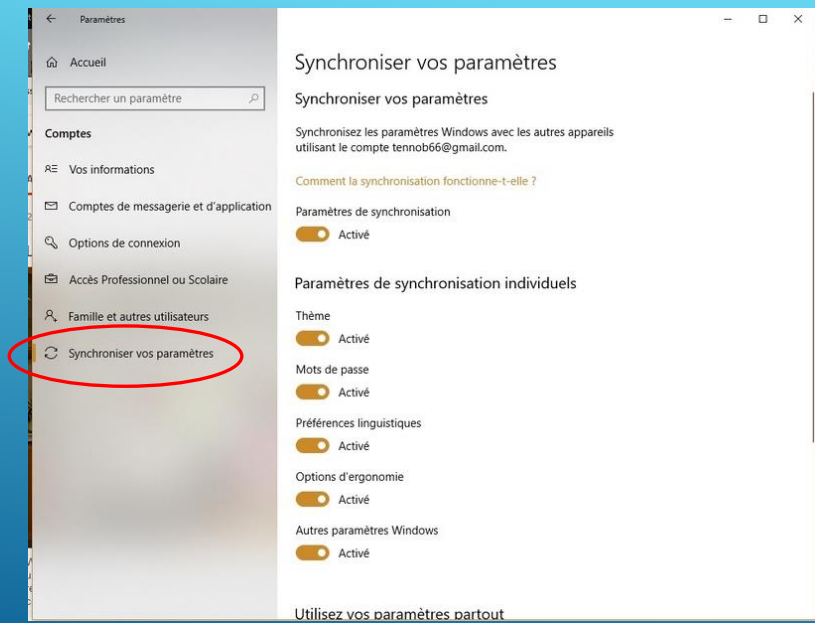 Paramètres
Accueil
Rechercher un paramètre
Comptes
Vos informations
Comptes de messagerie et d'application
Options de connexion
Accès Professionnel ou Scolaire
Famille et autres utilisateurs
Synchroniser vos paramètres
Synchroniser vos paramètres
Synchroniser vos paramètres
Synchronisez les paramètres Windows avec les autres appareils
utilisant le compte tennob66@gmail.com.
Comment la synchronisation fonctionne-t-elle ?
Paramètres de synchronisation
Activé
Paramètres de synchronisation individuels
Thème
Activé
Mots de passe
Activé
Préférences linguistiques
Activé
Options d'ergonomie
Activé
Autres paramètres Windows
Activé
Utilisez vos paramètres partout